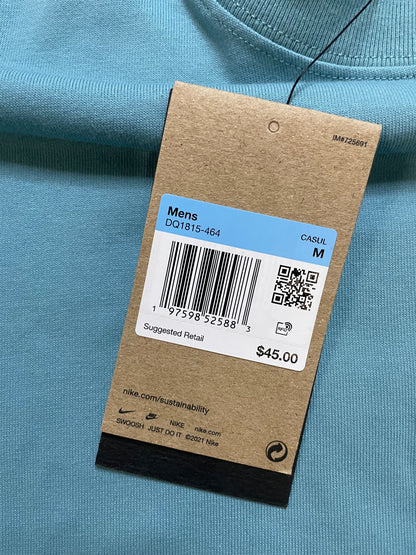 IM#725691
Mens
DQ1815-464
CASUL
M
1 97598 52588 3
RFID
Suggested Retail
$45.00
nike.com/sustainability
NIKE nike.com
SWOOSH JUST DO IT ©2021 Nike